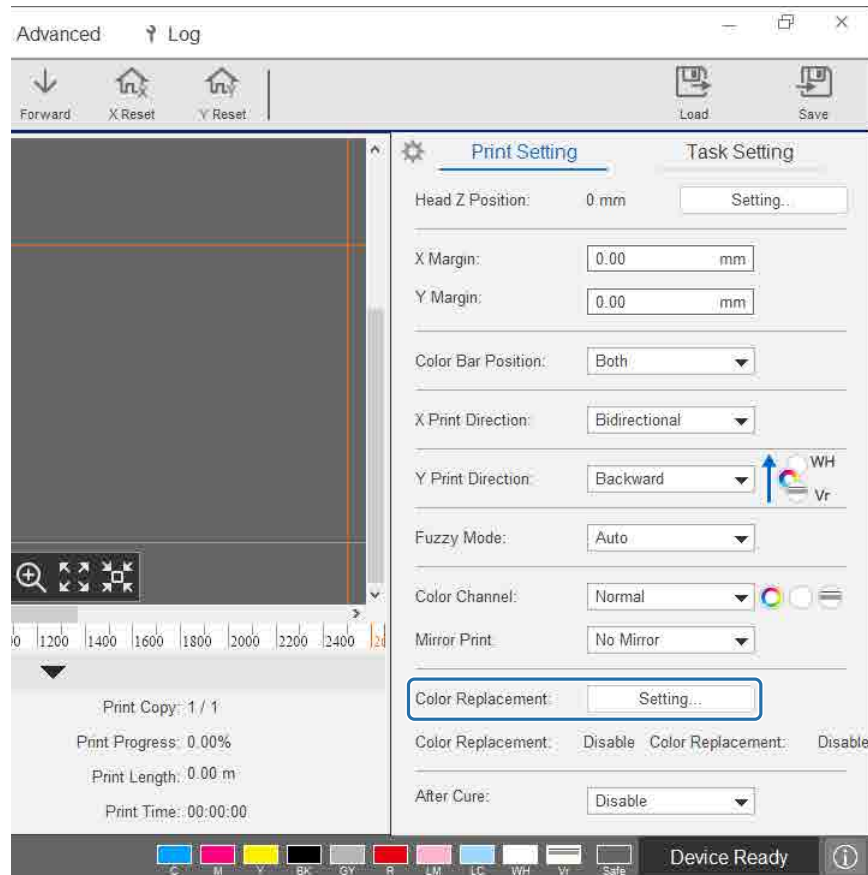 Advanced Log
Forward X Reset Y Reset Load Save
Print Setting Task Setting
Head Z Position: 0 mm Setting..
X Margin: 0.00 mm
Y Margin: 0.00 mm
Color Bar Position: Both
X Print Direction: Bidirectional
Y Print Direction: Backward WH
Vr
Fuzzy Mode: Auto
Color Channel: Normal
Mirror Print: No Mirror
1200 1400 1600 1800 2000 2200 2400
Color Replacement: Setting...
Color Replacement: Disable Color Replacement: Disable
After Cure: Disable
Print Copy: 1 / 1
Print Progress: 0.00%
Print Length: 0.00 m
Print Time: 00:00:00
C M Y BK GY R LM LC WH Vr Safe Device Ready